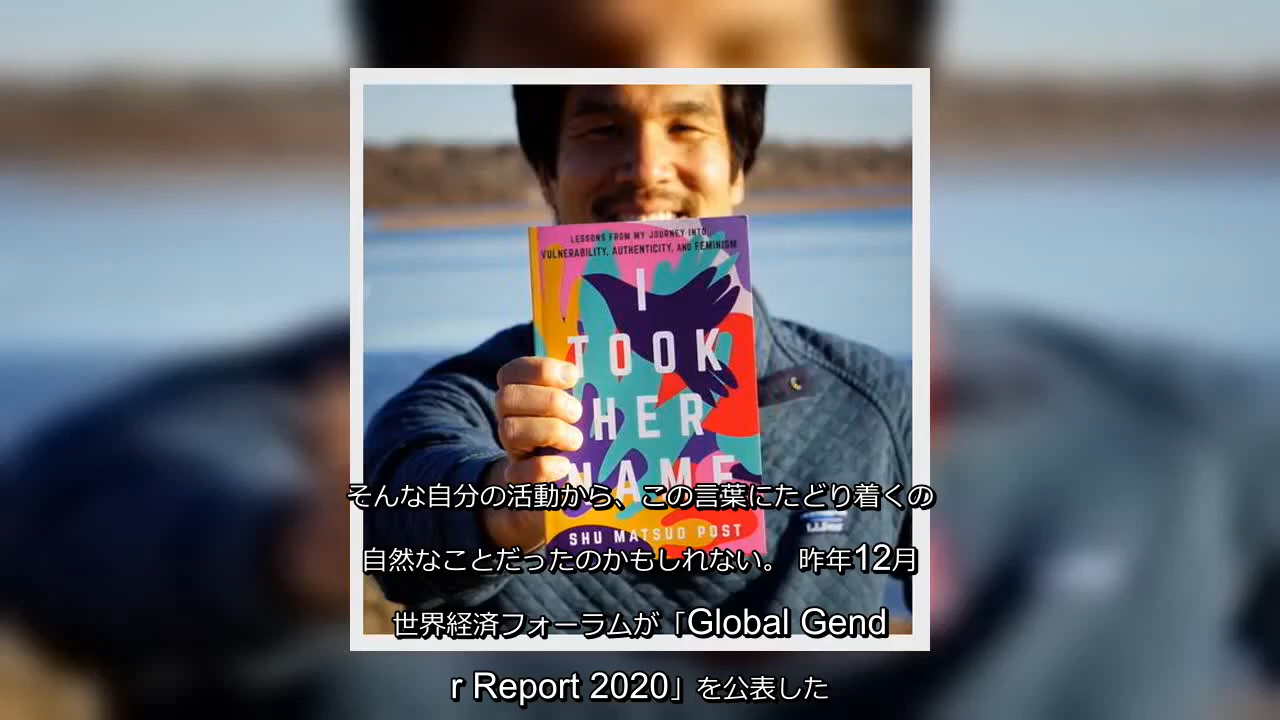 LESSONS FROM MY JOURNEY INTO
VULNERABILITY, AUTHENTICITY, AND FEMINISM
I
TOOK
HER
NAME
SHU MATSUO POST
そんな自分の活動から、この言葉にたどり着くの
自然なことだったのかもしれない。 昨年12月
世界経済フォーラムが「Global Gend
r Report 2020」を公表した